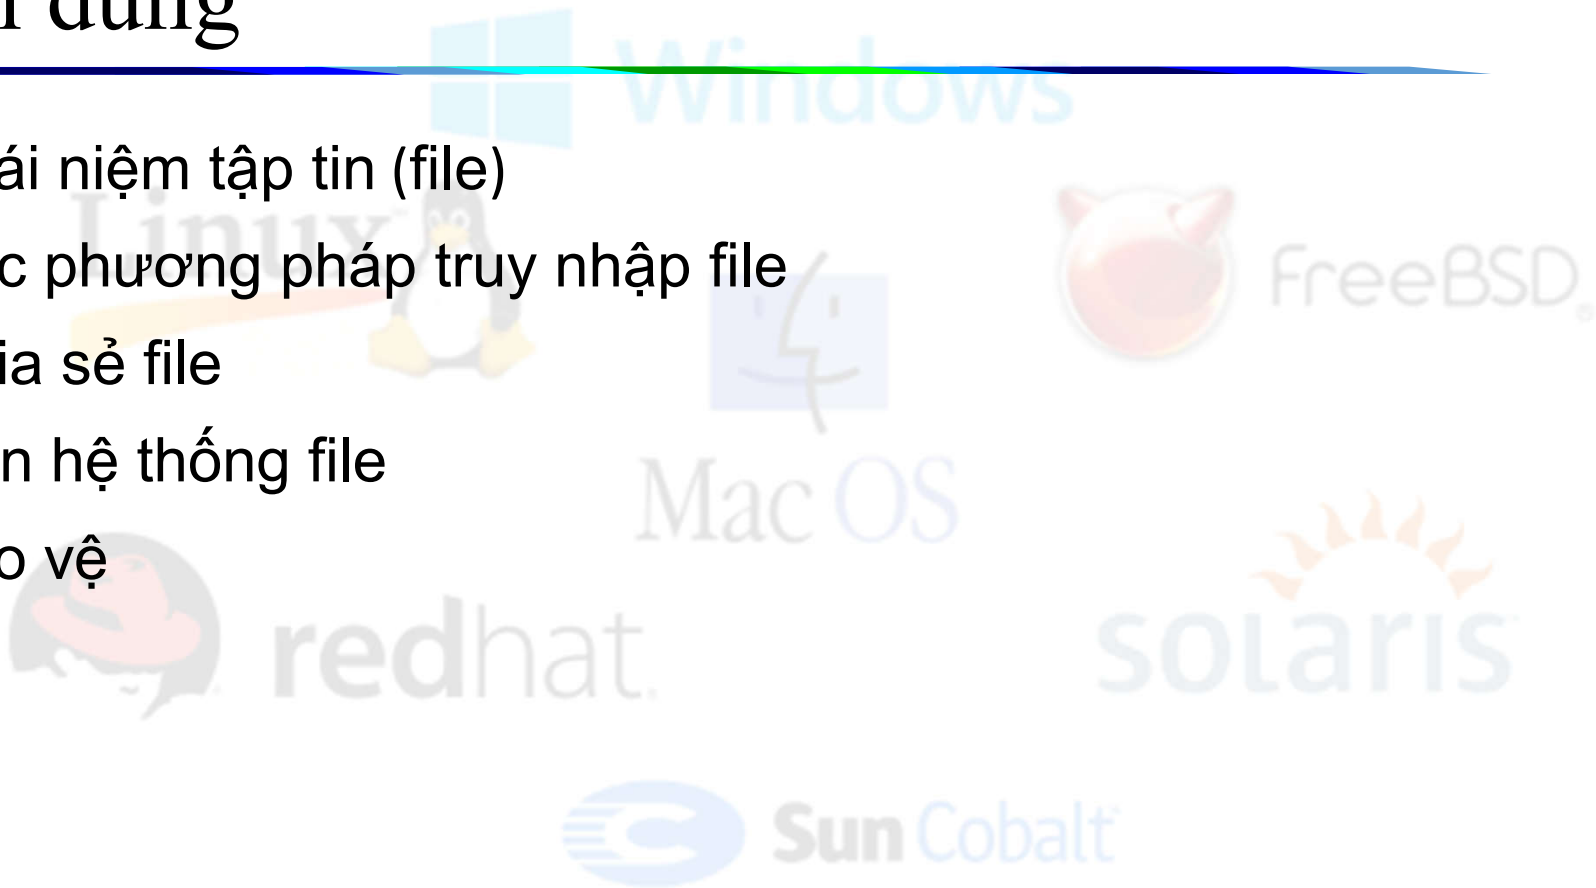 dung
ái niệm tập tin (file)
c phương pháp truy nhập file
ia sẻ file
n hệ thống file
o vệ
Windows
Linux
FreeBSD
Mac OS
redhat.
solaris
Sun Cobalt